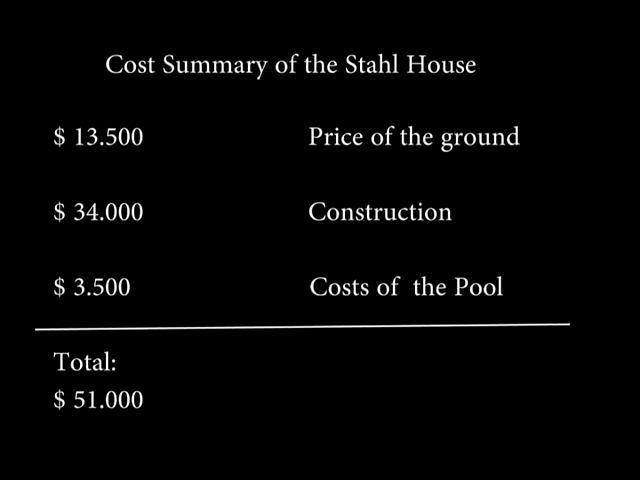 Cost Summary of the Stahl House
$ 13.500 Price of the ground
$ 34.000 Construction
$ 3.500 Costs of the Pool
Total:
$ 51.000